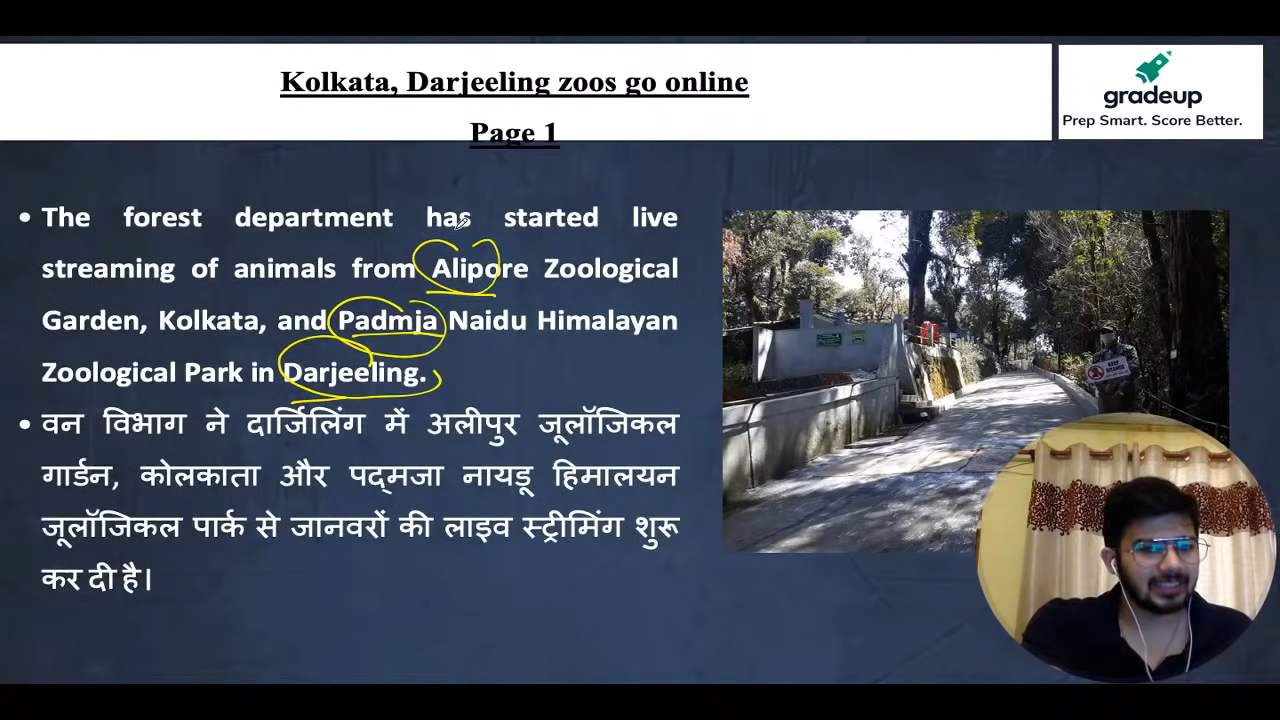 Kolkata, Darjeeling zoos go online
Page 1
gradeup
Prep Smart. Score Better.
• The forest department has started live
streaming of animals from Alipore Zoological
Garden, Kolkata, and Padmja Naidu Himalayan
Zoological Park in Darjeeling.
• वन विभाग ने दार्जिलिंग में अलीपुर जूलॉजिकल
गार्डन, कोलकाता और पद्मजा नायडू हिमालयन
जूलॉजिकल पार्क से जानवरों की लाइव स्ट्रीमिंग शुरू
कर दी है।